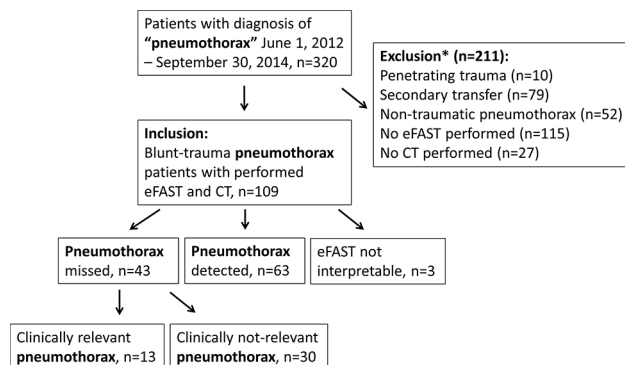 Patients with diagnosis of
“pneumothorax” June 1, 2012
– September 30, 2014, n=320
Exclusion* (n=211):
Penetrating trauma (n=10)
Secondary transfer (n=79)
Non-traumatic pneumothorax (n=52)
No eFAST performed (n=115)
No CT performed (n=27)
Inclusion:
Blunt-trauma pneumothorax
patients with performed
eFAST and CT, n=109
Pneumothorax
missed, n=43
Pneumothorax
detected, n=63
eFAST not
interpretable, n=3
Clinically relevant
pneumothorax, n=13
Clinically not-relevant
pneumothorax, n=30